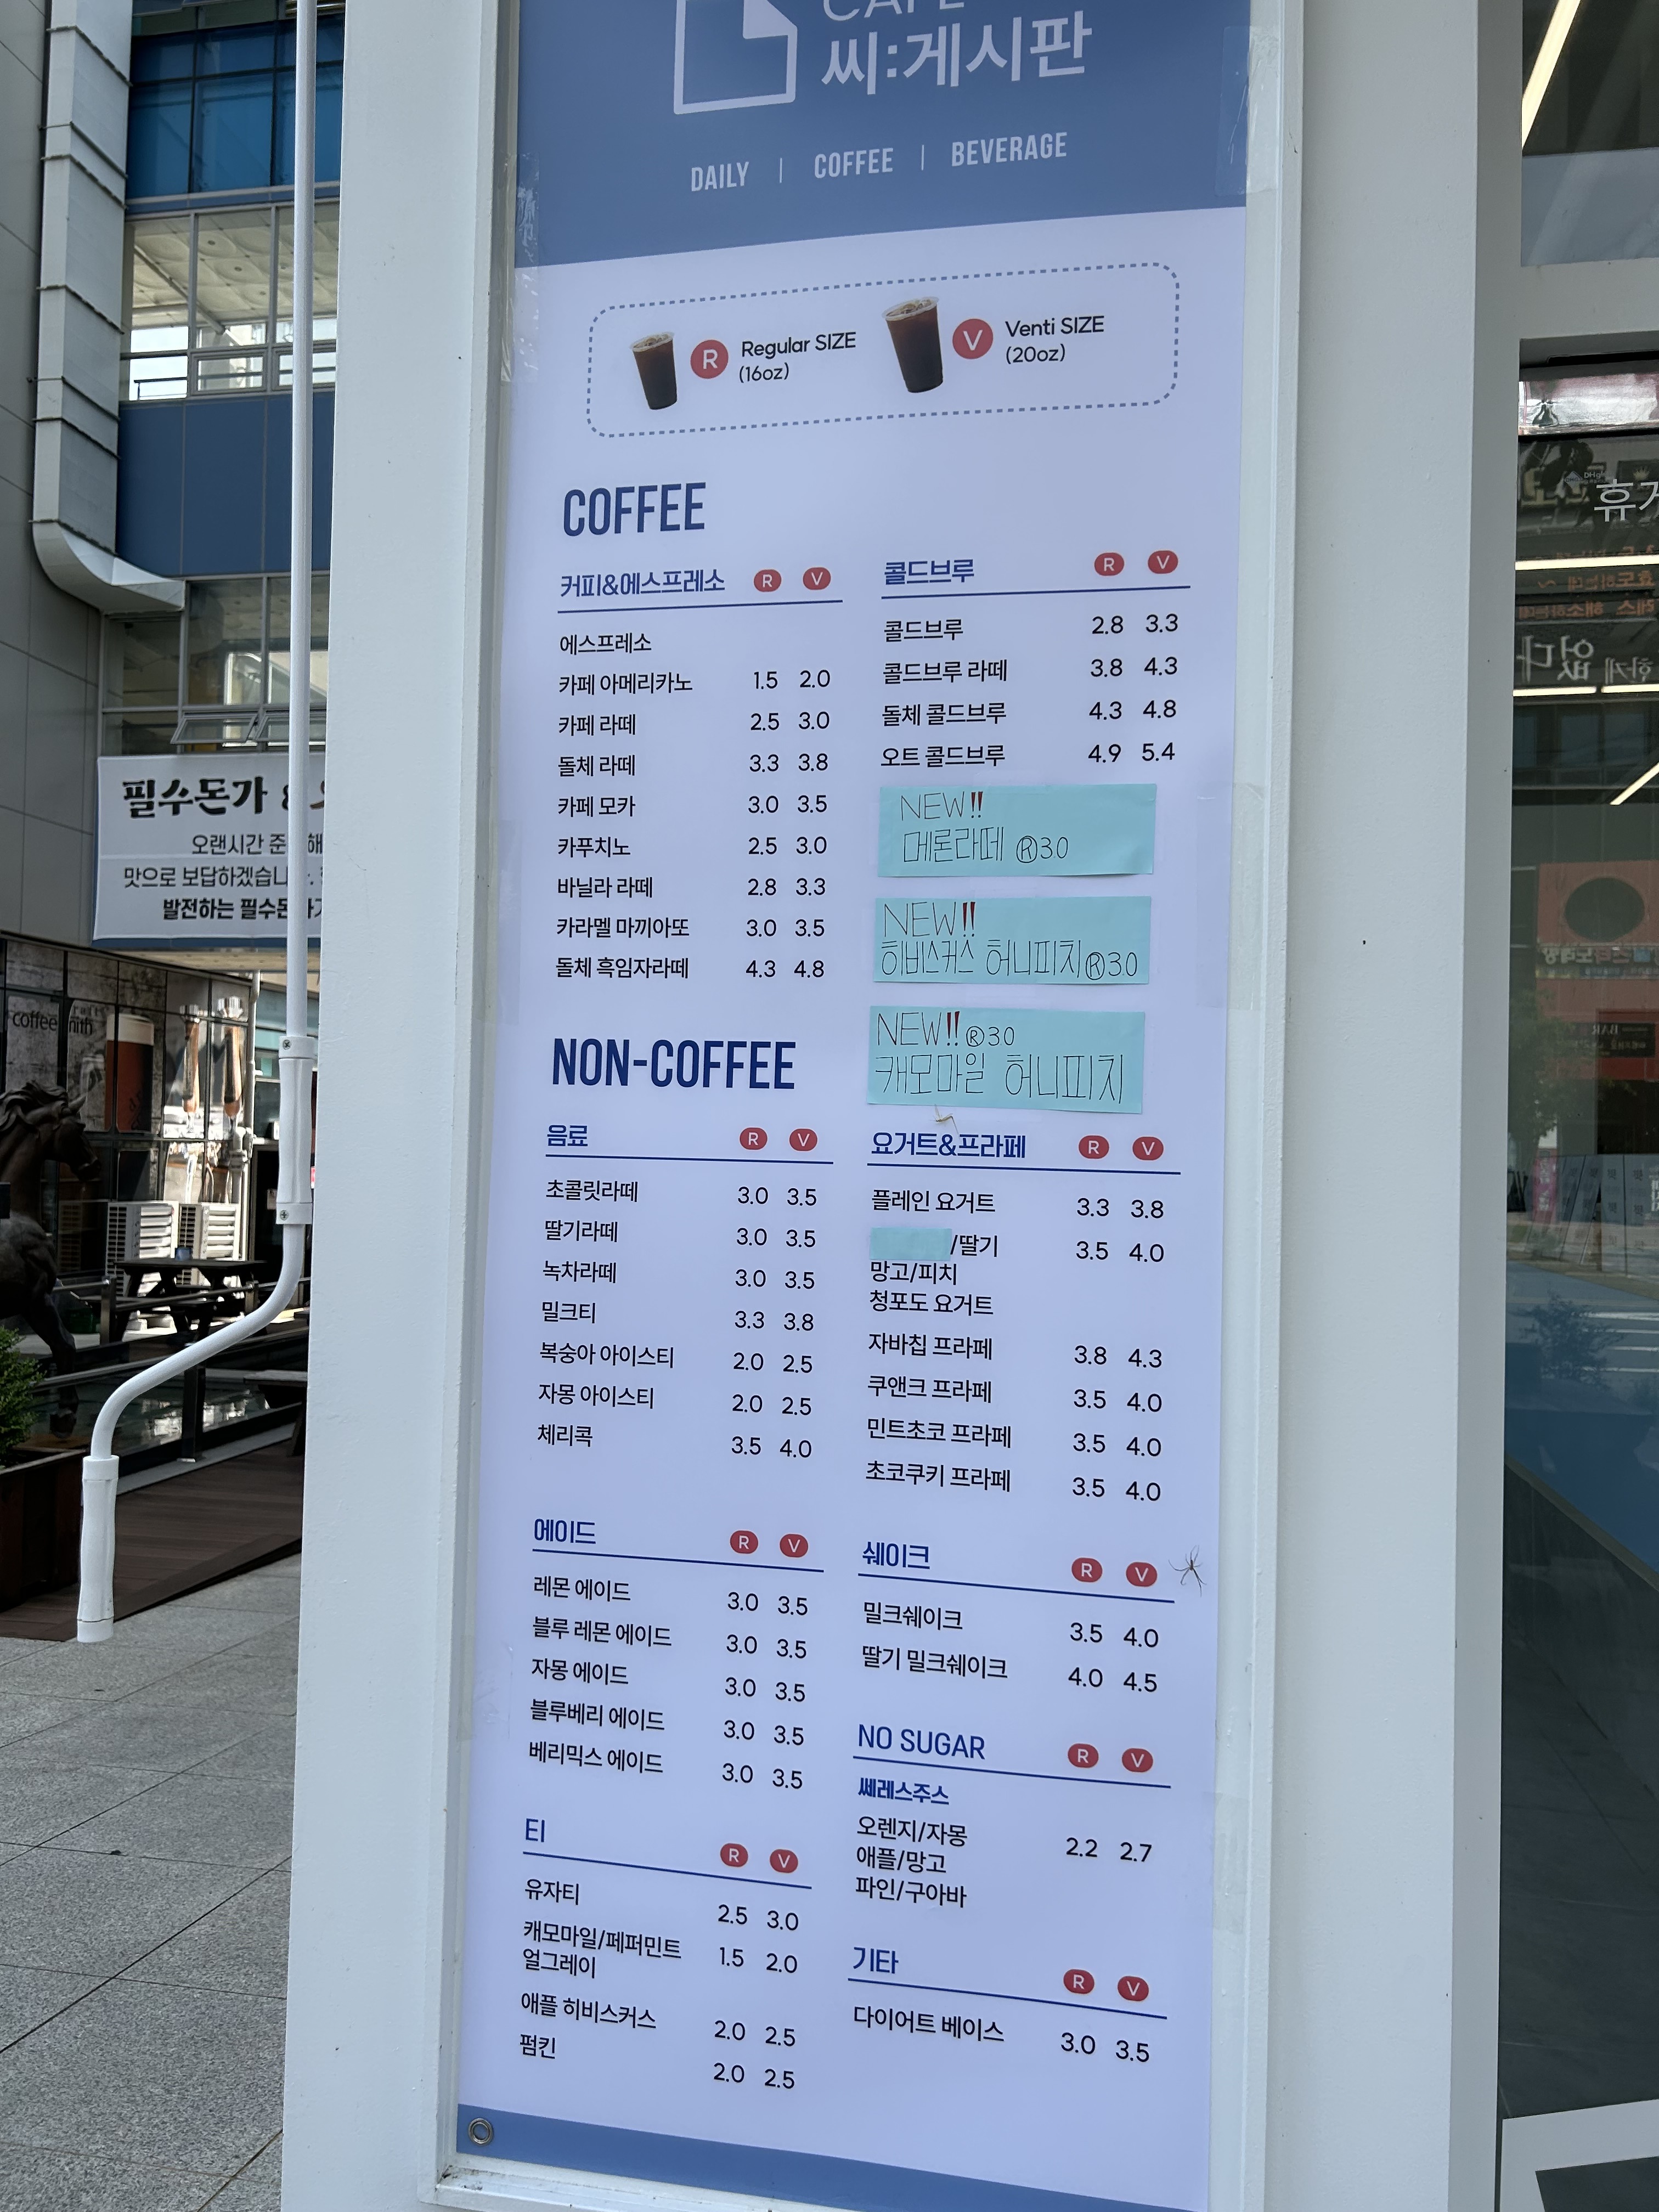 씨:게시판
DAILY | COFFEE | BEVERAGE
R Regular SIZE (16oz)
V Venti SIZE (20oz)
COFFEE
커피&에스프레소 R V
에스프레소
카페 아메리카노 1.5 2.0
카페 라떼 2.5 3.0
돌체 라떼 3.3 3.8
카페 모카 3.0 3.5
카푸치노 2.5 3.0
바닐라 라떼 2.8 3.3
카라멜 마끼아또 3.0 3.5
돌체 흑임자라떼 4.3 4.8
콜드브루 R V
콜드브루 2.8 3.3
콜드브루 라떼 3.8 4.3
돌체 콜드브루 4.3 4.8
오트 콜드브루 4.9 5.4
NEW!!
메론라떼 Ⓡ3.0
NEW!!
히비스커스 허니피치Ⓡ3.0
NEW!! Ⓡ3.0
캐모마일 허니피치
NON-COFFEE
음료 R V
초콜릿라떼 3.0 3.5
딸기라떼 3.0 3.5
녹차라떼 3.0 3.5
밀크티 3.3 3.8
복숭아 아이스티 2.0 2.5
자몽 아이스티 2.0 2.5
체리콕 3.5 4.0
에이드 R V
레몬 에이드 3.0 3.5
블루 레몬 에이드 3.0 3.5
자몽 에이드 3.0 3.5
블루베리 에이드 3.0 3.5
베리믹스 에이드 3.0 3.5
티 R V
유자티 2.5 3.0
캐모마일/페퍼민트 1.5 2.0
얼그레이
애플 히비스커스 2.0 2.5
펌킨 2.0 2.5
요거트&프라페 R V
플레인 요거트 3.3 3.8
/딸기 3.5 4.0
망고/피치
청포도 요거트
자바칩 프라페 3.8 4.3
쿠앤크 프라페 3.5 4.0
민트초코 프라페 3.5 4.0
초코쿠키 프라페 3.5 4.0
쉐이크 R V
밀크쉐이크 3.5 4.0
딸기 밀크쉐이크 4.0 4.5
NO SUGAR R V
쎄레스주스
오렌지/자몽 2.2 2.7
애플/망고
파인/구아바
기타 R V
다이어트 베이스 3.0 3.5
필수돈가 &
오랜시간 준 해
맛으로 보답하겠습니
발전하는 필수돈
coffee